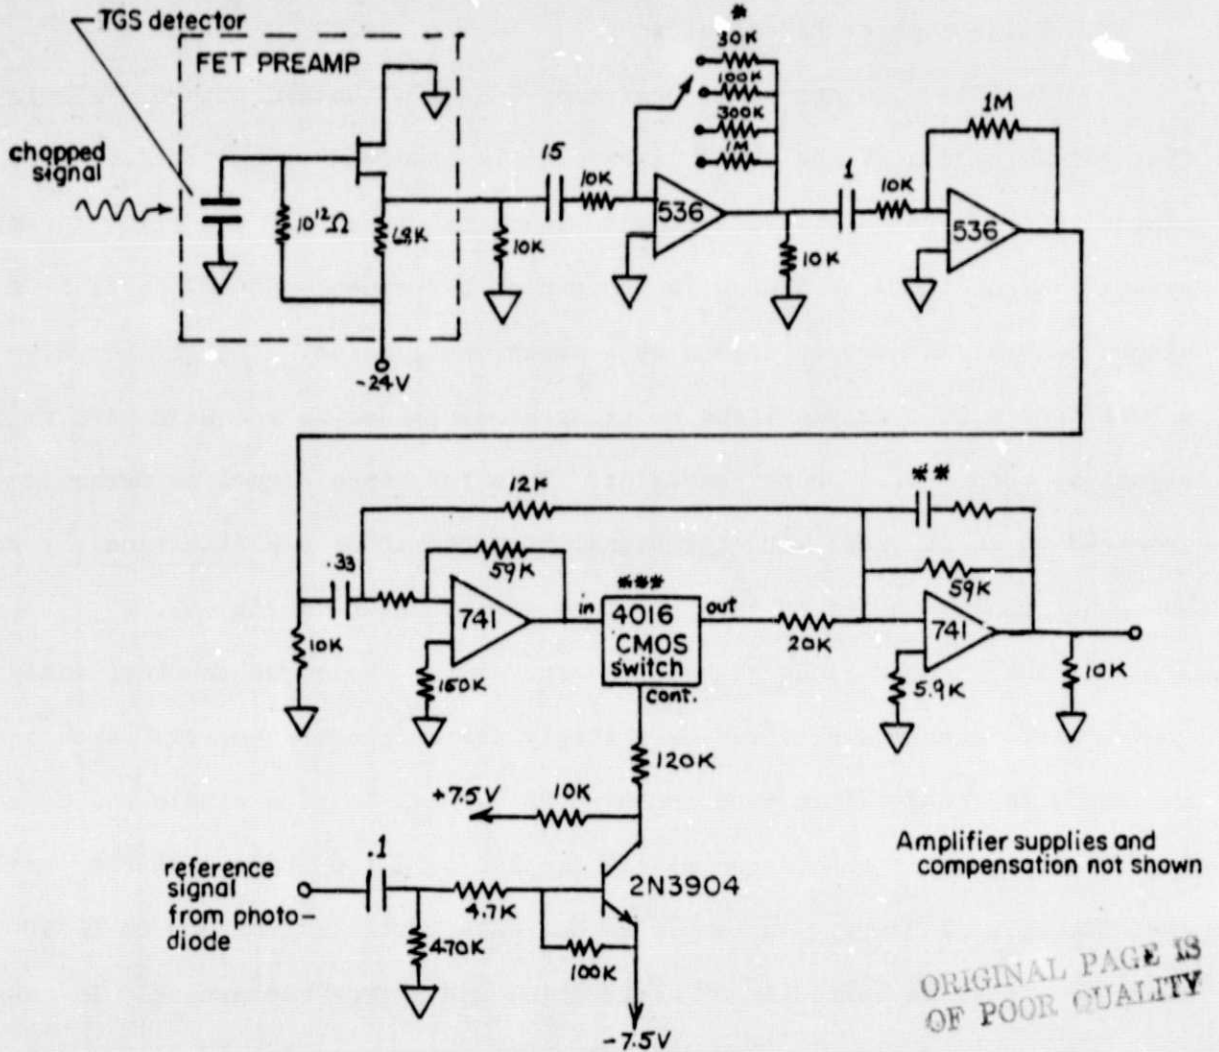 TGS detector
FET PREAMP
chopped
signal
10¹²Ω
-24V
15
10K
10K
*
30K
100K
300K
1M
536
10K
1
10K
1M
536
12K
.33
59K
741
10K
150K
in
***
4016
CMOS
switch
out
cont.
20K
**
59K
741
5.9K
10K
120K
+7.5V
10K
reference
signal
from photo-
diode
.1
4.7K
470K
100K
2N3904
-7.5V
Amplifier supplies and
compensation not shown
ORIGINAL PAGE IS
OF POOR QUALITY